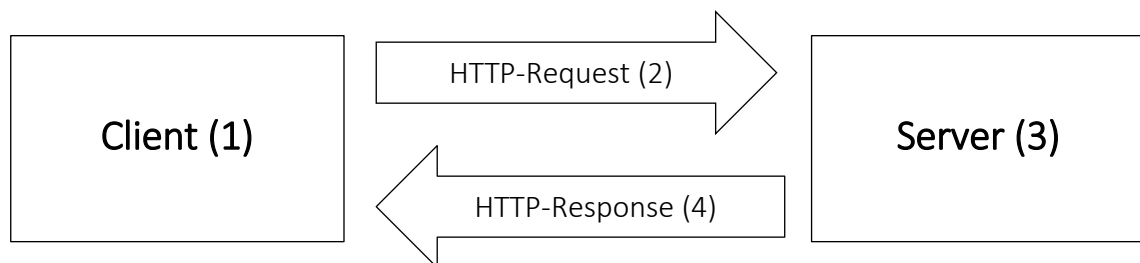 Client (1)
HTTP-Request (2)
Server (3)
HTTP-Response (4)